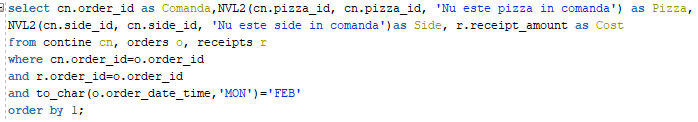 select cn.order_id as Comanda,NVL2(cn.pizza_id, cn.pizza_id, 'Nu este pizza in comanda') as Pizza,
NVL2(cn.side_id, cn.side_id, 'Nu este side in comanda')as Side, r.receipt_amount as Cost
from contine cn, orders o, receipts r
where cn.order_id=o.order_id
and r.order_id=o.order_id
and to_char(o.order_date_time,'MON')='FEB'
order by 1;